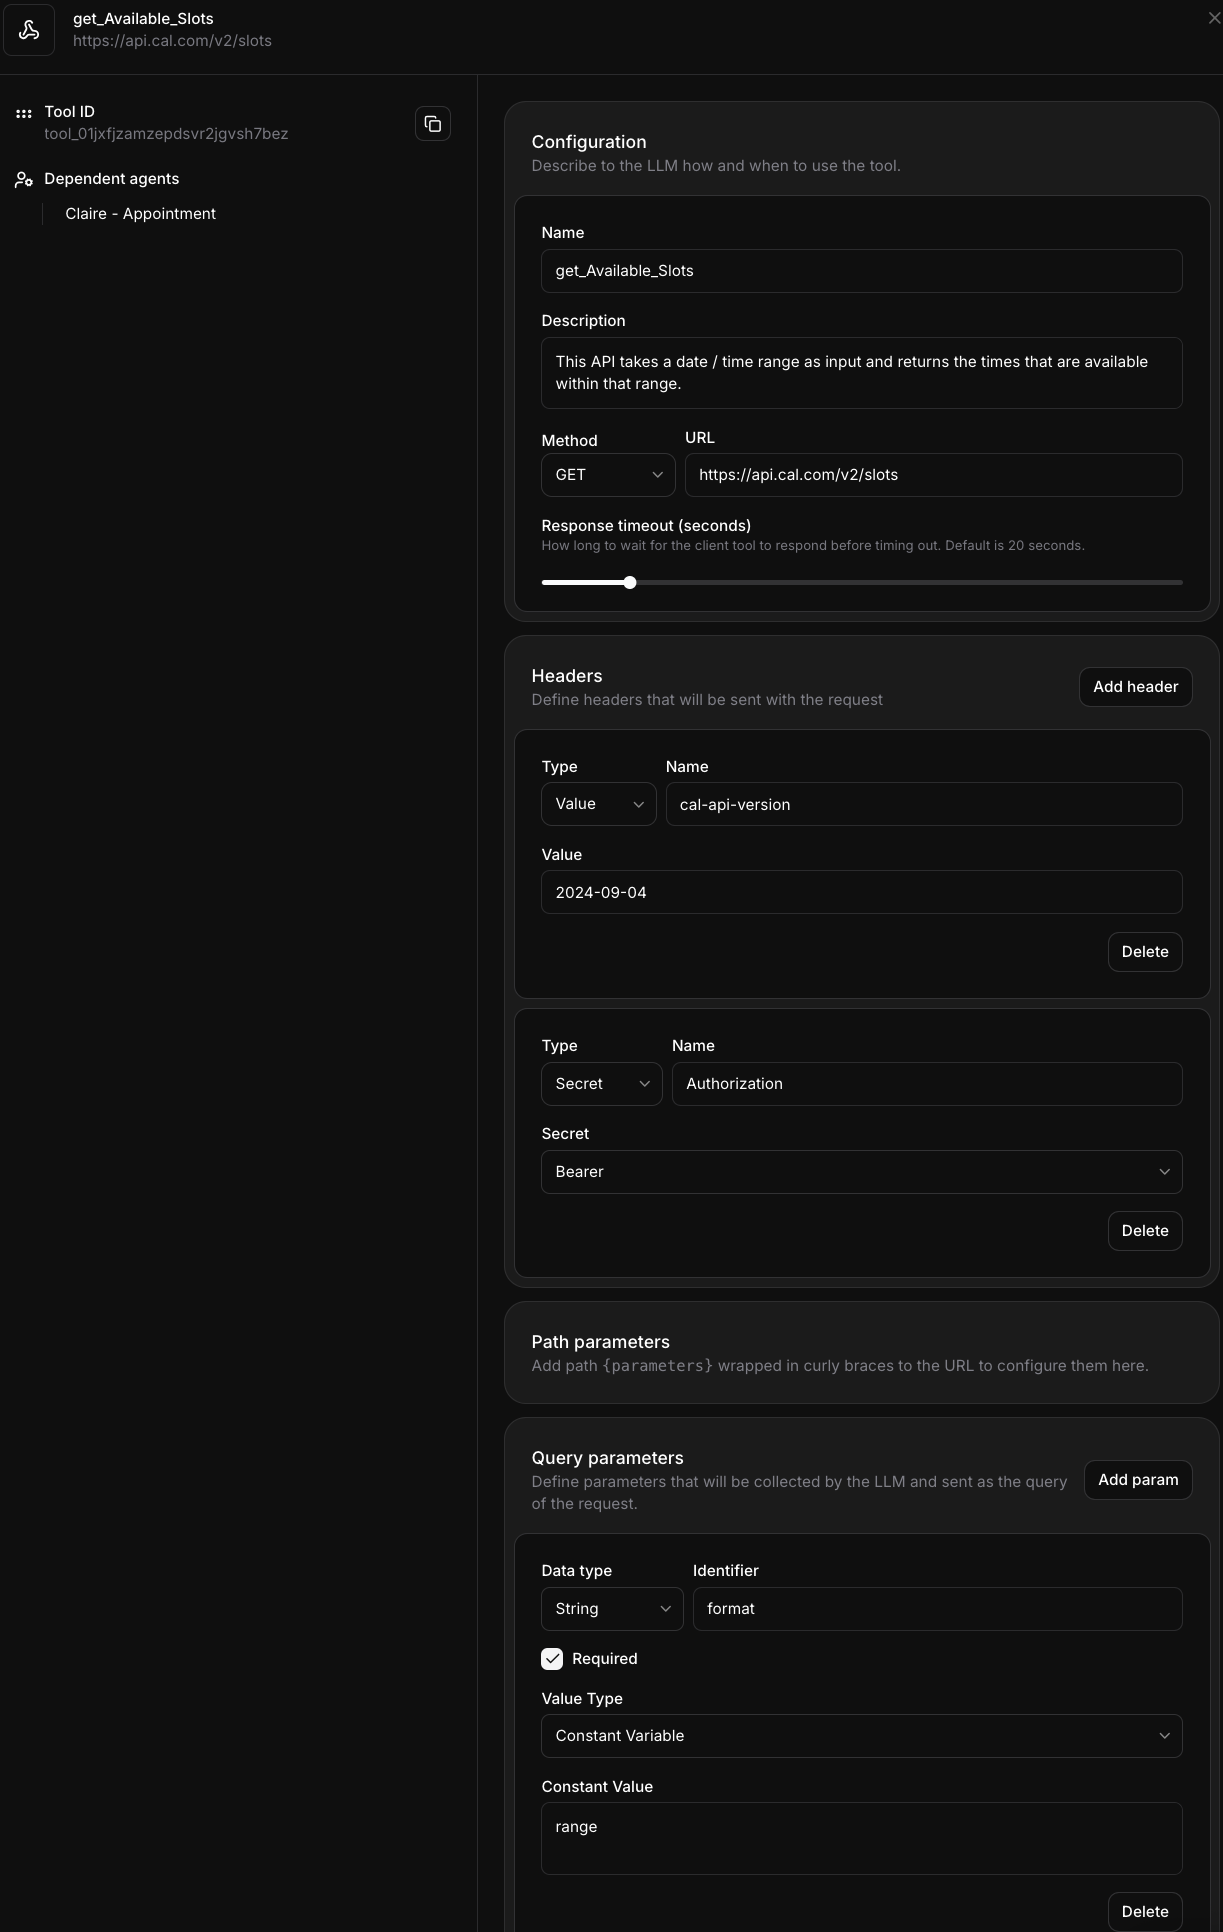 get_Available_Slots
https://api.cal.com/v2/slots
Tool ID
tool_01jxfjzamzepdsvr2jgvsh7bez
Dependent agents
Claire - Appointment
Configuration
Describe to the LLM how and when to use the tool.
Name
get_Available_Slots
Description
This API takes a date / time range as input and returns the times that are available
within that range.
Method URL
GET https://api.cal.com/v2/slots
Response timeout (seconds)
How long to wait for the client tool to respond before timing out. Default is 20 seconds.
Headers
Define headers that will be sent with the request
Add header
Type Name
Value cal-api-version
Value
2024-09-04
Delete
Type Name
Secret Authorization
Secret
Bearer
Delete
Path parameters
Add path {parameters} wrapped in curly braces to the URL to configure them here.
Query parameters
Define parameters that will be collected by the LLM and sent as the query
of the request.
Add param
Data type Identifier
String format
Required
Value Type
Constant Variable
Constant Value
range
Delete